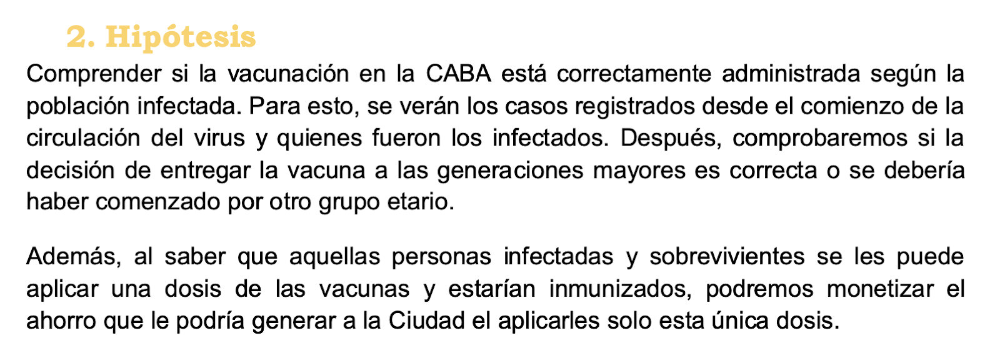 2. Hipótesis
Comprender si la vacunación en la CABA está correctamente administrada según la
población infectada. Para esto, se verán los casos registrados desde el comienzo de la
circulación del virus y quienes fueron los infectados. Después, comprobaremos si la
decisión de entregar la vacuna a las generaciones mayores es correcta o se debería
haber comenzado por otro grupo etario.
Además, al saber que aquellas personas infectadas y sobrevivientes se les puede
aplicar una dosis de las vacunas y estarían inmunizados, podremos monetizar el
ahorro que le podría generar a la Ciudad el aplicarles solo esta única dosis.